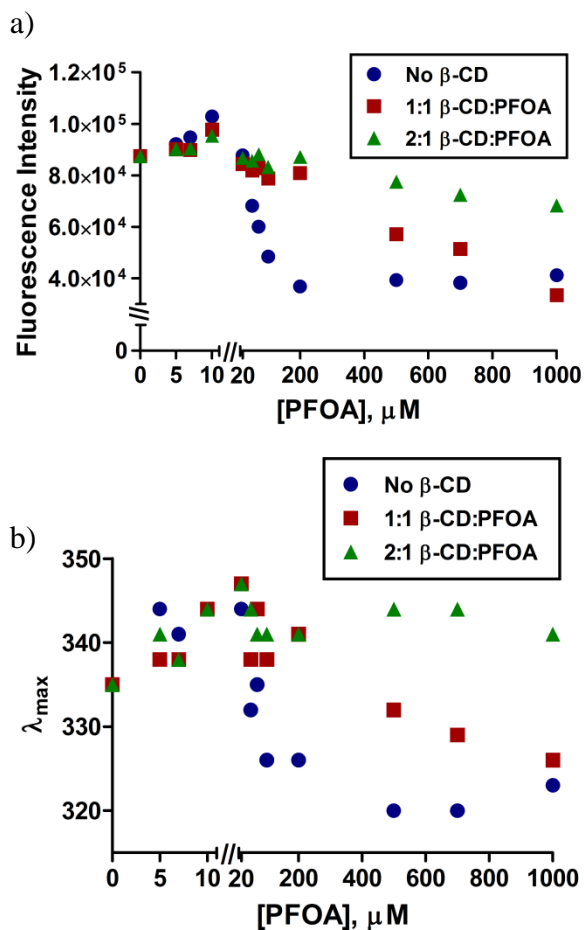 a)
Fluorescence Intensity
1.2×10⁵
1.0×10⁵
8.0×10⁴
6.0×10⁴
4.0×10⁴
0
No β-CD
1:1 β-CD:PFOA
2:1 β-CD:PFOA
0 5 10 20 200 400 600 800 1000
[PFOA], μM
b)
λmax
350
340
330
320
No β-CD
1:1 β-CD:PFOA
2:1 β-CD:PFOA
0 5 10 20 200 400 600 800 1000
[PFOA], μM